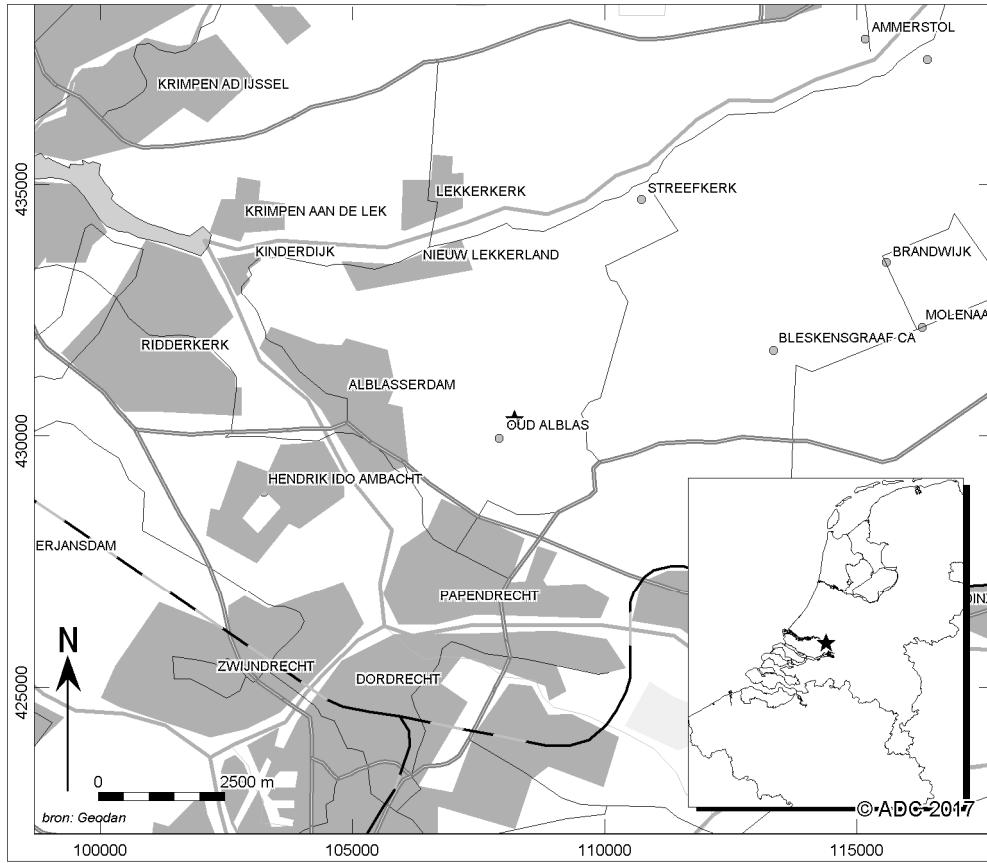 AMMERSTOL
KRIMPEN AD IJSSEL
435000
LEKKERKERK
STREEFKERK
KRIMPEN AAN DE LEK
KINDERDIJK
NIEUW LEKKERLAND
BRANDWIJK
MOLENAA
RIDDERKERK
BLESKENSGRAAF CA
ALBLASSERDAM
430000
OUD ALBLAS
HENDRIK IDO AMBACHT
ERJANSDAM
PAPENDRECHT
DINX
N
ZWIJNDRECHT
DORDRECHT
425000
0 2500 m
bron: Geodan
© ADC 2017
100000 105000 110000 115000